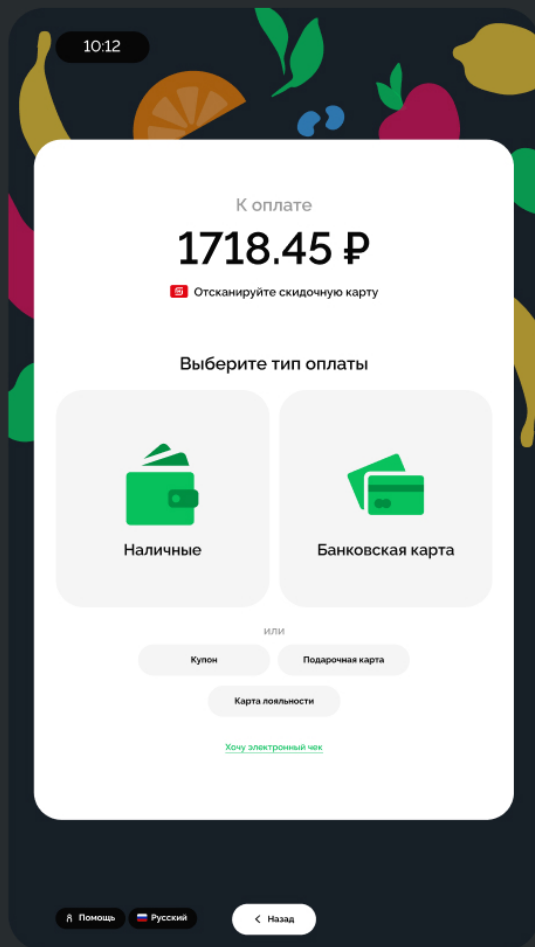 10:12
К оплате
1718.45 ₽
Отсканируйте скидочную карту
Выберите тип оплаты
Наличные
Банковская карта
или
Купон
Подарочная карта
Карта лояльности
Хочу электронный чек
Помощь
Русский
Назад